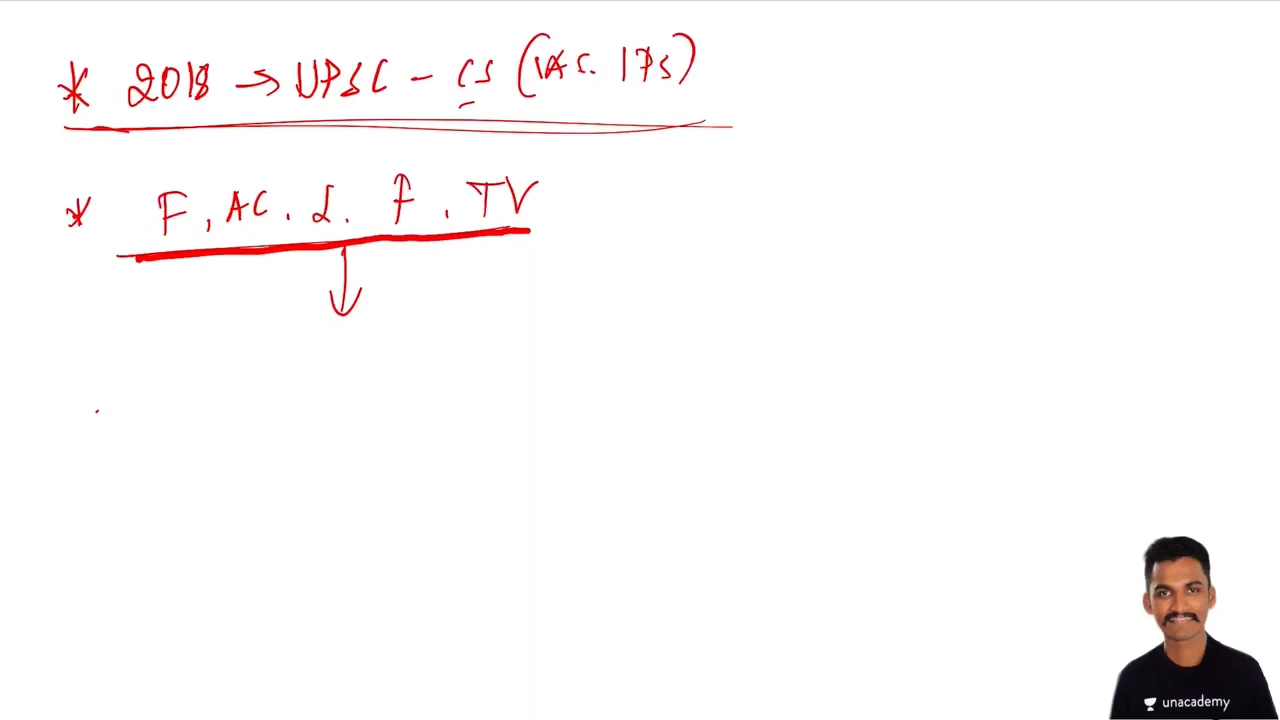 * 2018 → UPSC - CS (IAS. IPS)
* F, AC. L. F. TV
unacademy